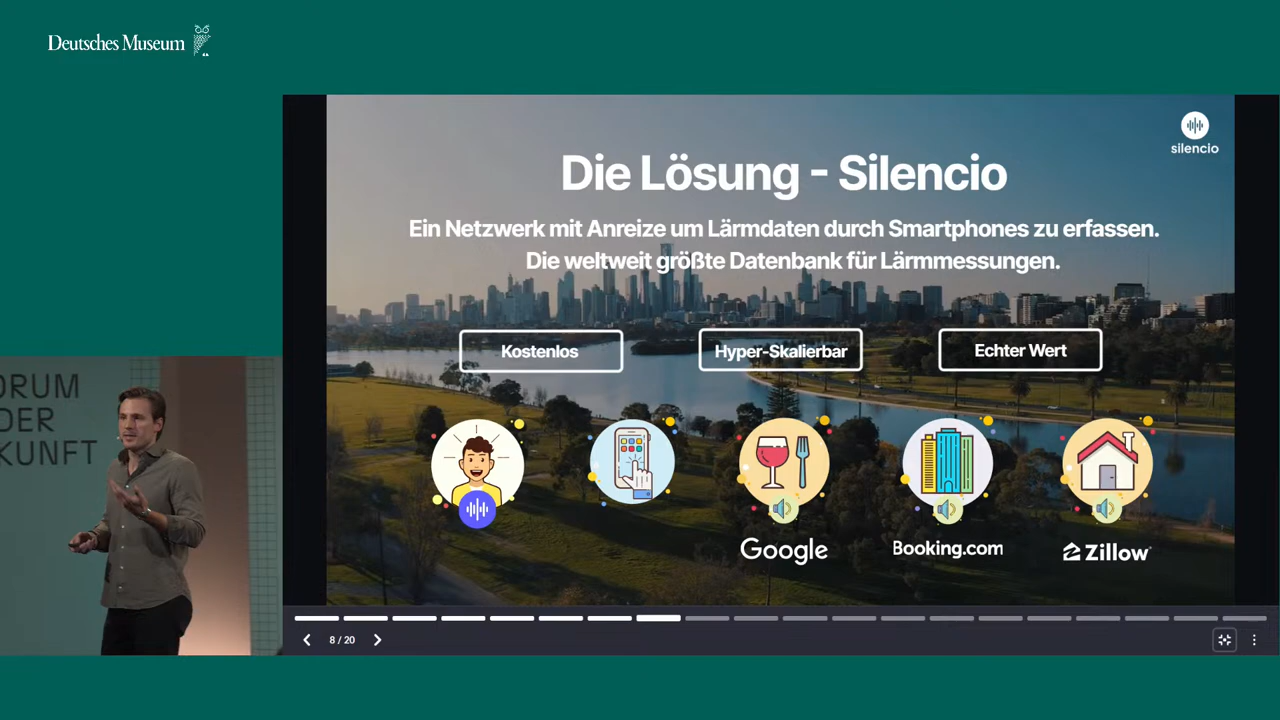 Deutsches Museum
silencio
Die Lösung - Silencio
Ein Netzwerk mit Anreize um Lärmdaten durch Smartphones zu erfassen.
Die weltweit größte Datenbank für Lärmmessungen.
Kostenlos
Hyper-Skalierbar
Echter Wert
ORUM
DER
KUNFT
Google
Booking.com
Zillow
8 / 20